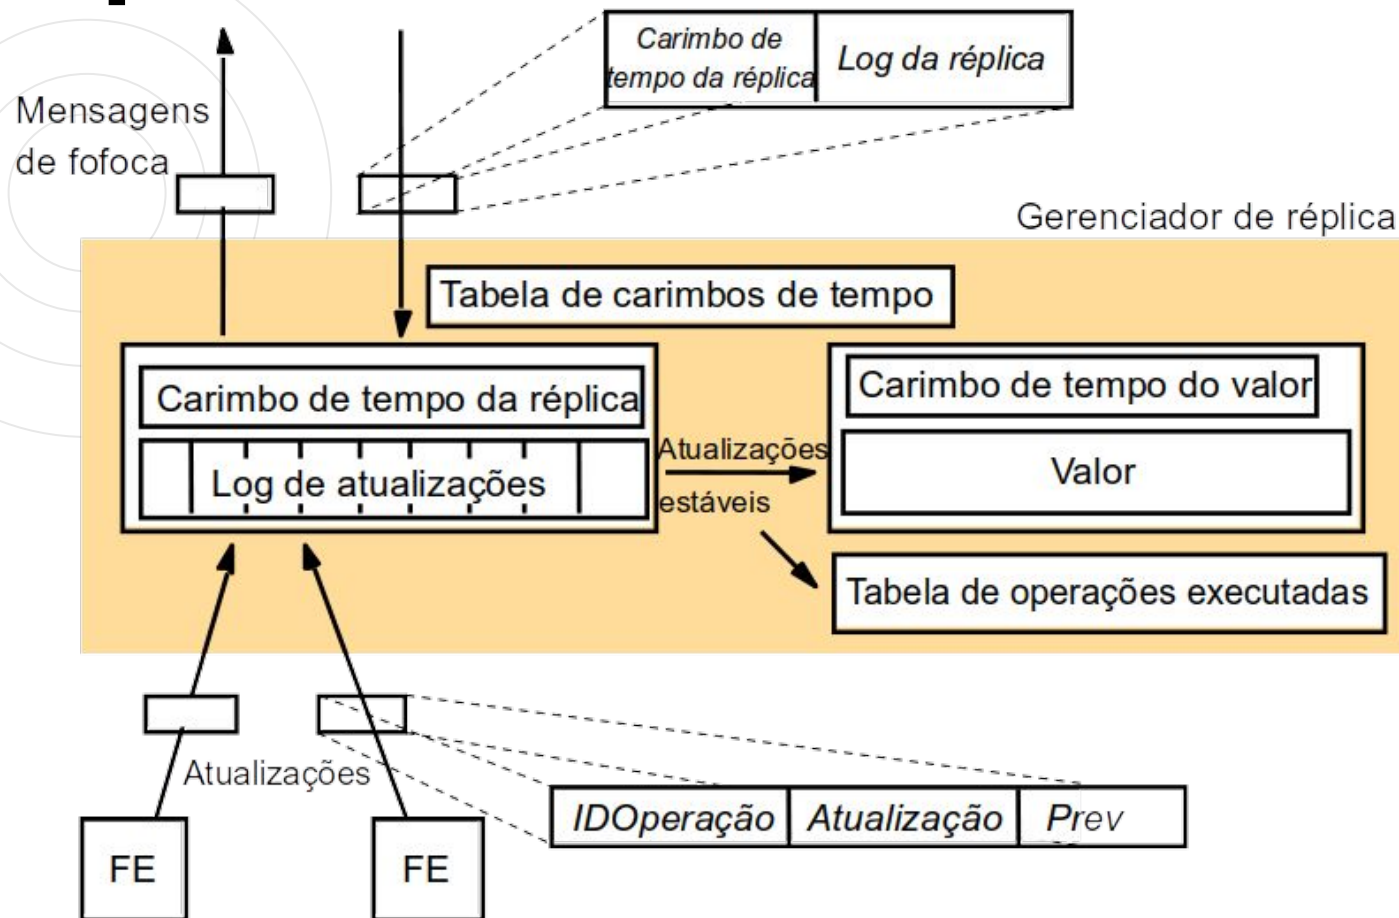 Carimbo de
tempo da réplica
Log da réplica
Mensagens
de fofoca
Gerenciador de réplica
Tabela de carimbos de tempo
Carimbo de tempo da réplica
Log de atualizações
Atualizações
estáveis
Carimbo de tempo do valor
Valor
Tabela de operações executadas
Atualizações
IDOperação
Atualização
Prev
FE
FE